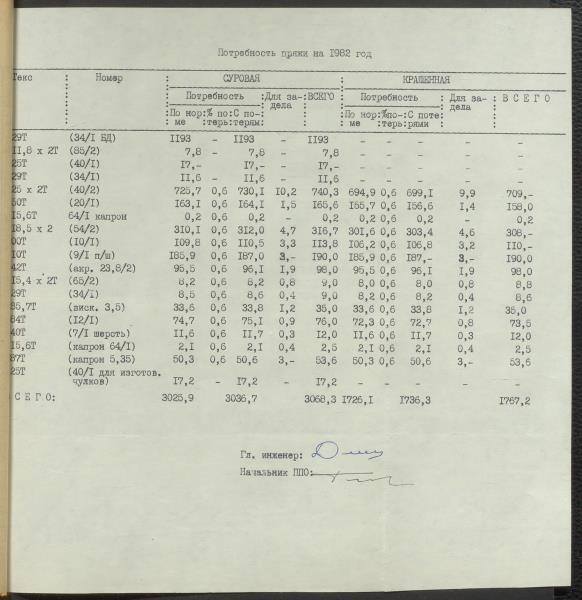 Потребность пряжи на 1982 год
Текс : Номер : СУРОВАЯ : КРАШЕННАЯ
Потребность :Для за-:ВСЕГО: Потребность :Для за-: В С Е Г О
:По нор:% по:С по-: дела :По нор:%по-:С поте : дела
ме :терь:терям: ме :терь:рями
29Т (34/I БД) II93 - II93 - II93 - - - - -
II,8 х 2Т (85/2) 7,8 - 7,8 - 7,8 - - - - -
25Т (40/I) I7,- - I7,- - I7,- - - - - -
29Т (34/I) II,6 - II,6 - II,6 - - - - -
25 х 2Т (40/2) 725,7 0,6 730,I I0,2 740,3 694,9 0,6 699,I 9,9 709,-
50Т (20/I) I63,I 0,6 I64,I I,5 I65,6 I55,7 0,6 I56,6 I,4 I58,0
I5,6Т 64/I капрон 0,2 0,6 0,2 - 0,2 0,2 0,6 0,2 - 0,2
I8,5 х 2 (54/2) 310,I 0,6 312,0 4,7 316,7 301,6 0,6 303,4 4,6 308,-
00Т (I0/I) I09,8 0,6 II0,5 3,3 II3,8 I06,2 0,6 I06,8 3,2 II0,-
II0Т (9/I п/ш) I85,9 0,6 I87,0 3,- I90,0 I85,9 0,6 I87,- 3,- I90,0
42Т (акр. 23,8/2) 95,5 0,6 96,I I,9 98,0 95,5 0,6 96,I I,9 98,0
I5,4 х 2Т (65/2) 8,2 0,6 8,2 0,8 9,0 8,0 0,6 8,0 0,8 8,8
29Т (34/I) 8,5 0,6 8,6 0,4 9,0 8,2 0,6 8,2 0,4 8,6
85,7Т (виск. 3,5) 33,6 0,6 33,8 I,2 35,0 33,6 0,6 33,8 I,2 35,0
84Т (I2/I) 74,7 0,6 75,I 0,9 76,0 72,3 0,6 72,7 0,8 73,5
40Т (7/I шерсть) II,6 0,6 II,7 0,3 I2,0 II,6 0,6 II,7 0,3 I2,0
I5,6Т (капрон 64/I) 2,I 0,6 2,I 0,4 2,5 2,I 0,6 2,I 0,4 2,5
87Т (капрон 5,35) 50,3 0,6 50,6 3,- 53,6 50,3 0,6 50,6 3,- 53,6
25Т (40/I для изготов.
чулков) I7,2 - I7,2 - I7,2 - - - - -
С Е Г О: 3025,9 3036,7 3068,3 I726,I I736,3 I767,2
Гл. инженер:
Начальник ППО: